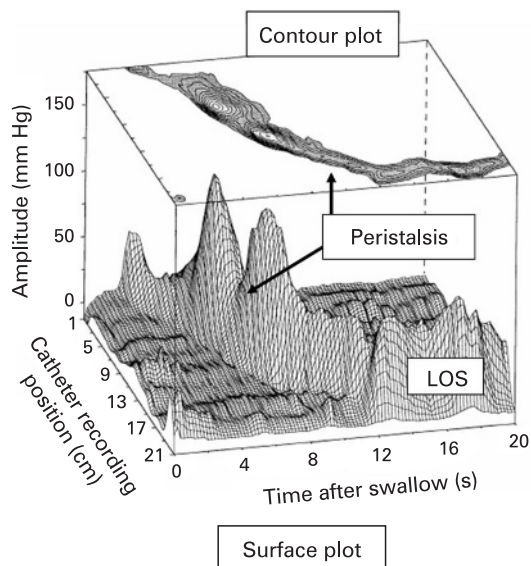 Contour plot
Amplitude (mm Hg)
150
100
50
0
Peristalsis
LOS
Catheter recording
position (cm)
1
5
9
13
17
21
0
4
8
12
16
20
Time after swallow (s)
Surface plot